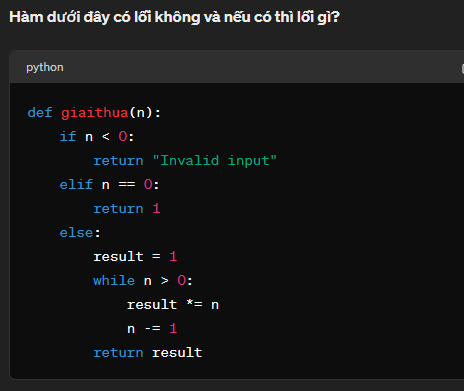 Hàm dưới đây có lỗi không và nếu có thì lỗi gì?
python
def giaithua(n):
    if n < 0:
        return "Invalid input"
    elif n == 0:
        return 1
    else:
        result = 1
        while n > 0:
            result *= n
            n -= 1
        return result